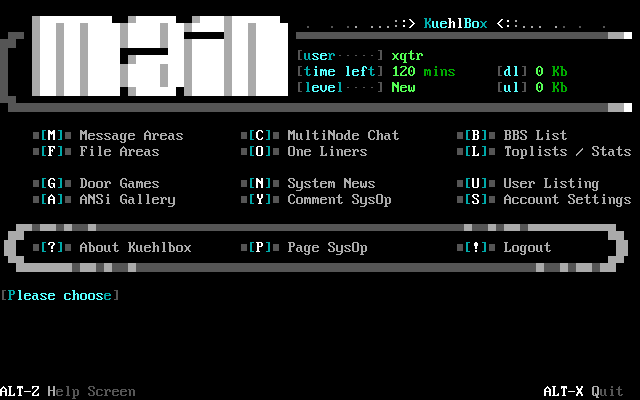 main
. . .. ...::> KuehlBox <::... .. . .
[user·····] xqtr
[time left] 120 mins [dl] 0 Kb
[level····] New [ul] 0 Kb
[M] Message Areas [C] MultiNode Chat [B] BBS List
[F] File Areas [O] One Liners [L] Toplists / Stats
[G] Door Games [N] System News [U] User Listing
[A] ANSi Gallery [Y] Comment SysOp [S] Account Settings
[?] About Kuehlbox [P] Page SysOp [!] Logout
[Please choose]
ALT-Z Help Screen ALT-X Quit